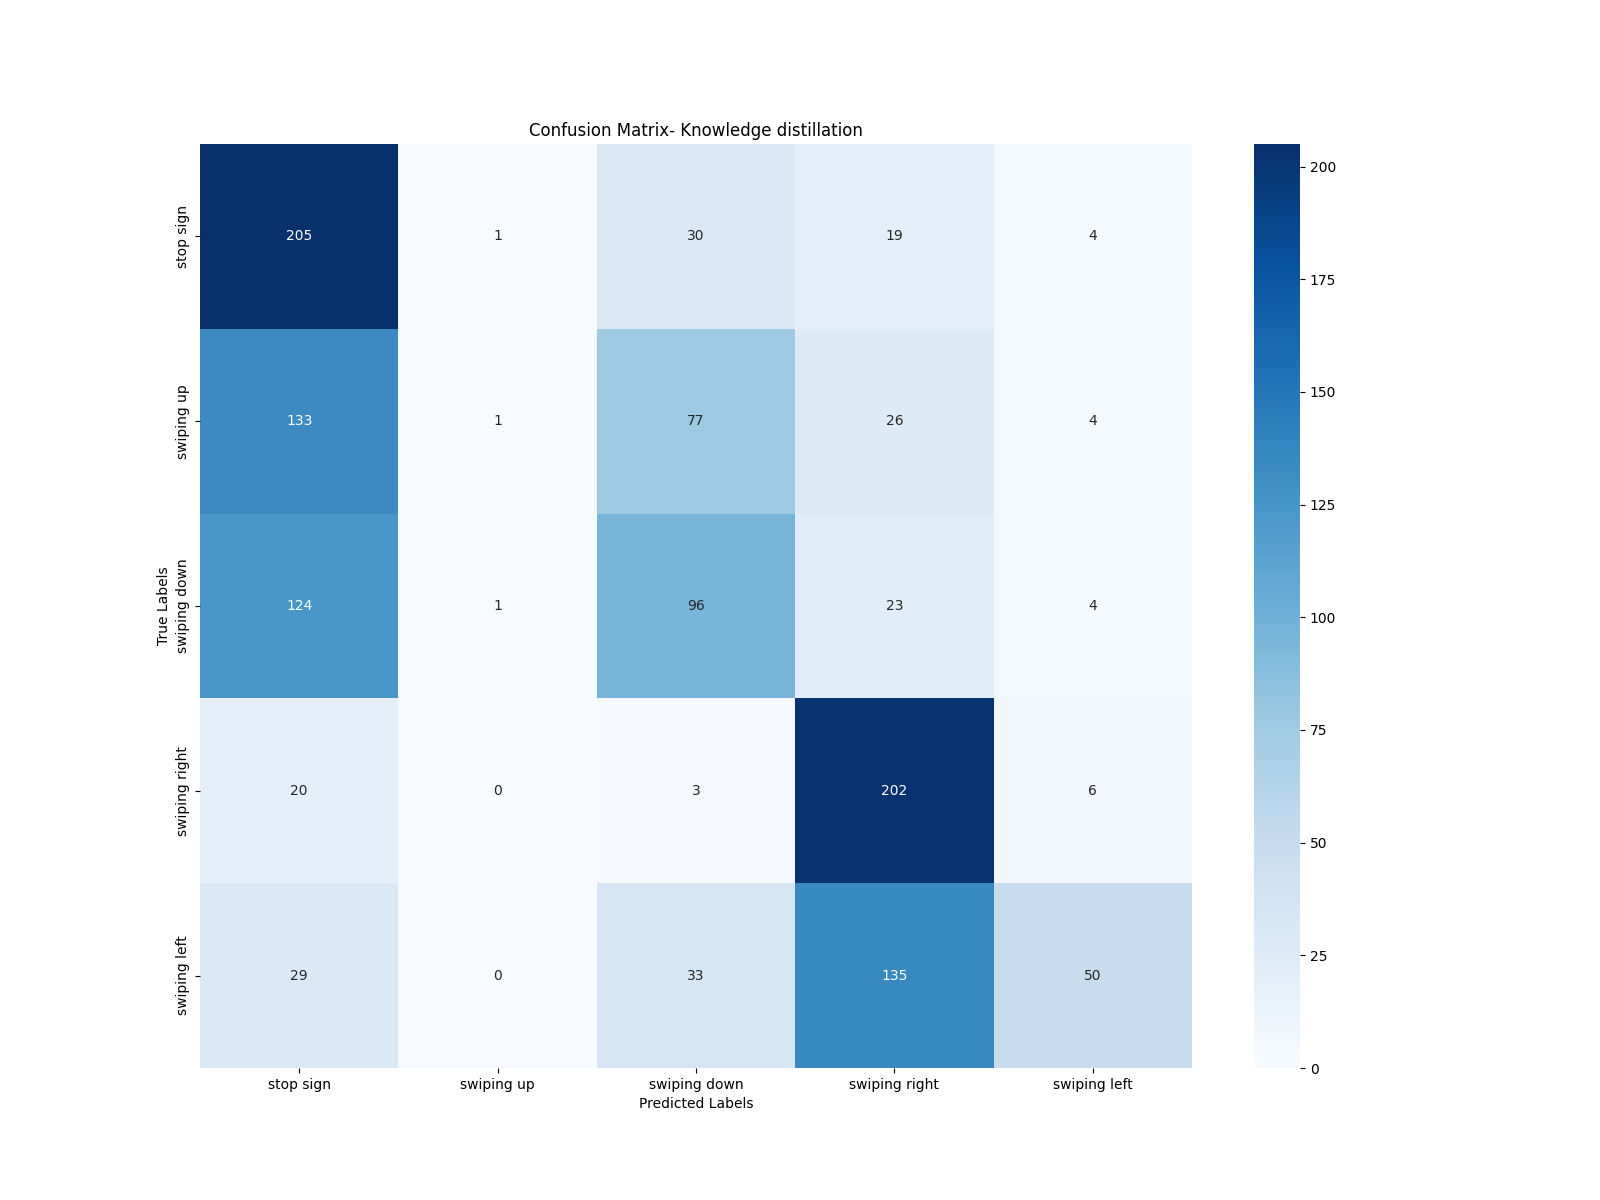 Confusion Matrix- Knowledge distillation
True Labels
stop sign
205 1 30 19 4
swiping up
133 1 77 26 4
swiping down
124 1 96 23 4
swiping right
20 0 3 202 6
swiping left
29 0 33 135 50
stop sign swiping up swiping down swiping right swiping left
Predicted Labels
200
175
150
125
100
75
50
25
0